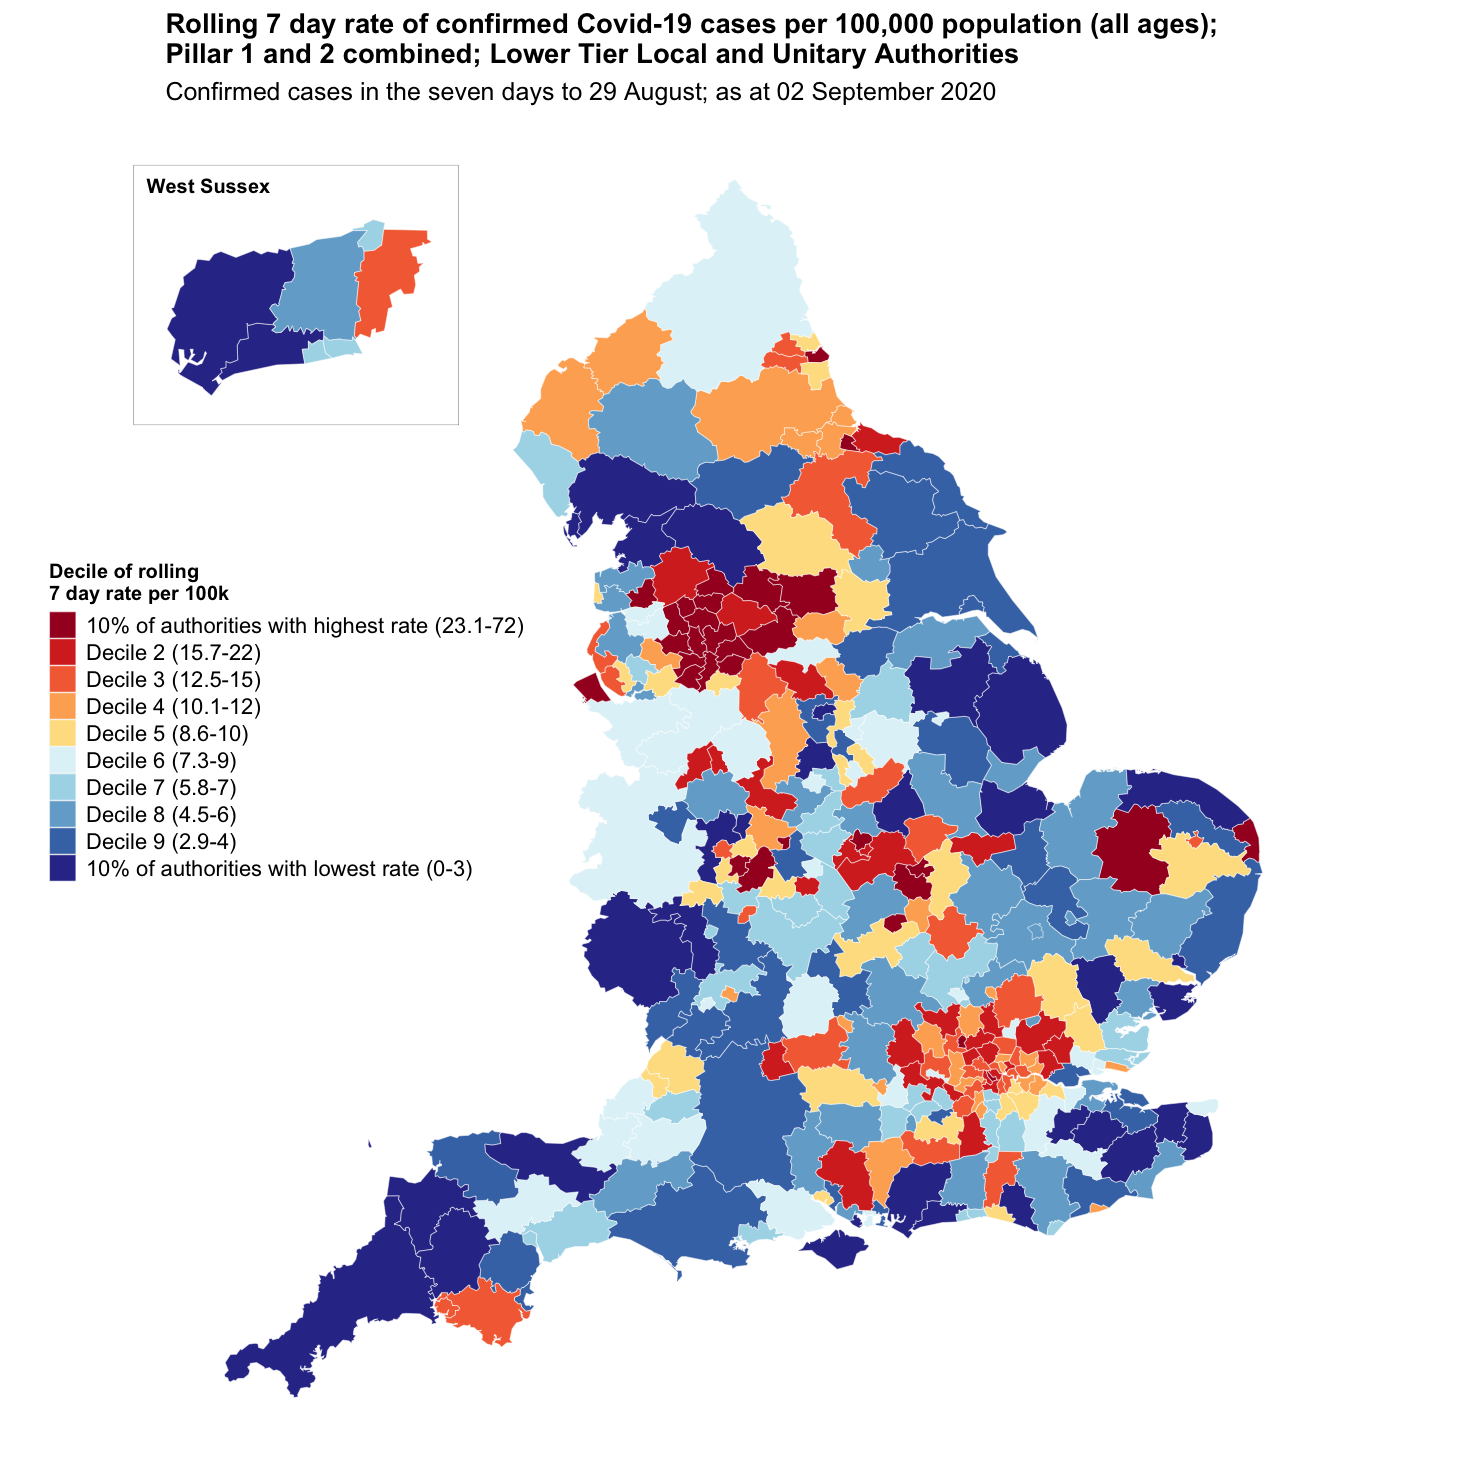 Rolling 7 day rate of confirmed Covid-19 cases per 100,000 population (all ages);
Pillar 1 and 2 combined; Lower Tier Local and Unitary Authorities
Confirmed cases in the seven days to 29 August; as at 02 September 2020
West Sussex
Decile of rolling
7 day rate per 100k
10% of authorities with highest rate (23.1-72)
Decile 2 (15.7-22)
Decile 3 (12.5-15)
Decile 4 (10.1-12)
Decile 5 (8.6-10)
Decile 6 (7.3-9)
Decile 7 (5.8-7)
Decile 8 (4.5-6)
Decile 9 (2.9-4)
10% of authorities with lowest rate (0-3)